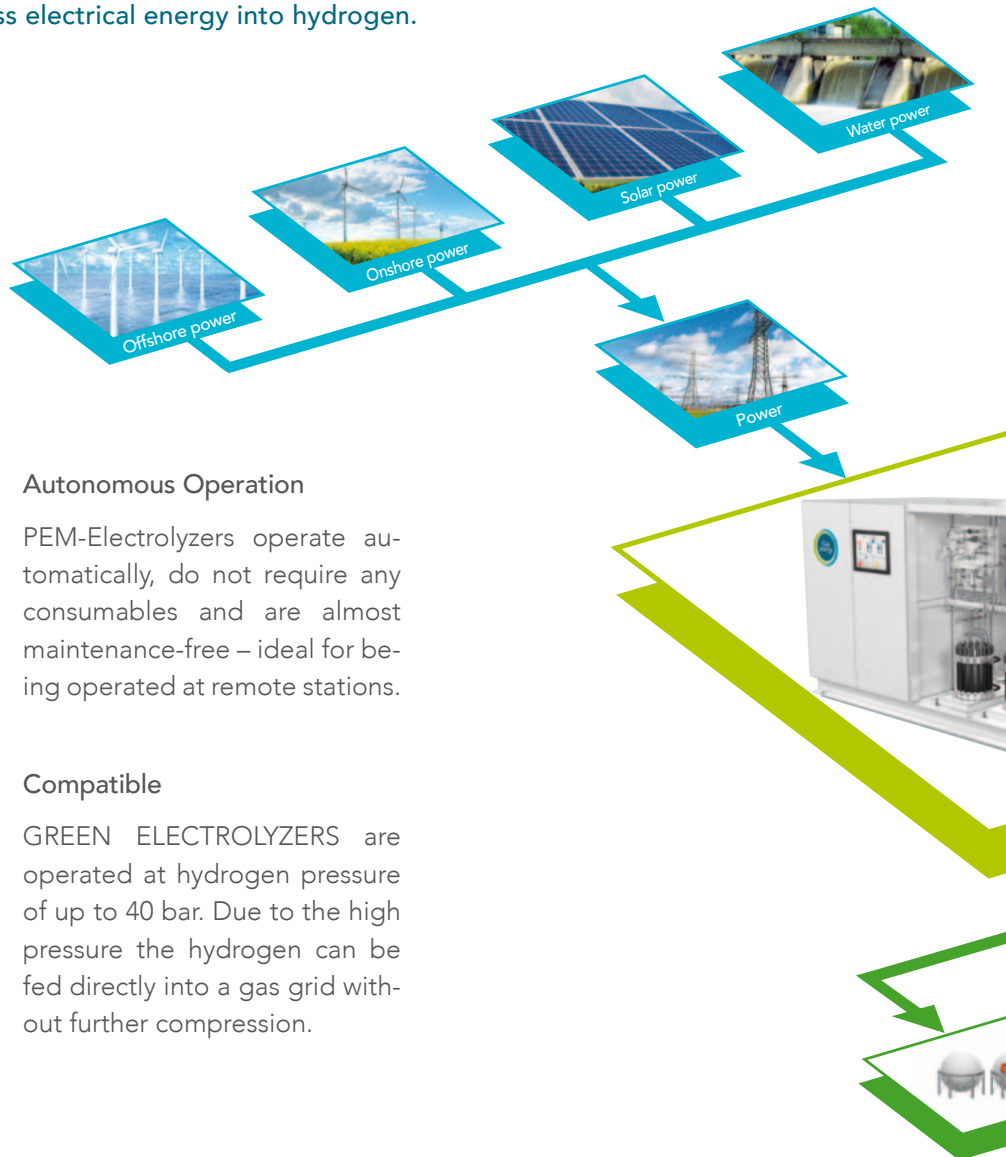 ss electrical energy into hydrogen.
Water power
Solar power
Onshore power
Offshore power
Power
Autonomous Operation
PEM-Electrolyzers operate au-
tomatically, do not require any
consumables and are almost
maintenance-free – ideal for be-
ing operated at remote stations.
Compatible
GREEN ELECTROLYZERS are
operated at hydrogen pressure
of up to 40 bar. Due to the high
pressure the hydrogen can be
fed directly into a gas grid with-
out further compression.